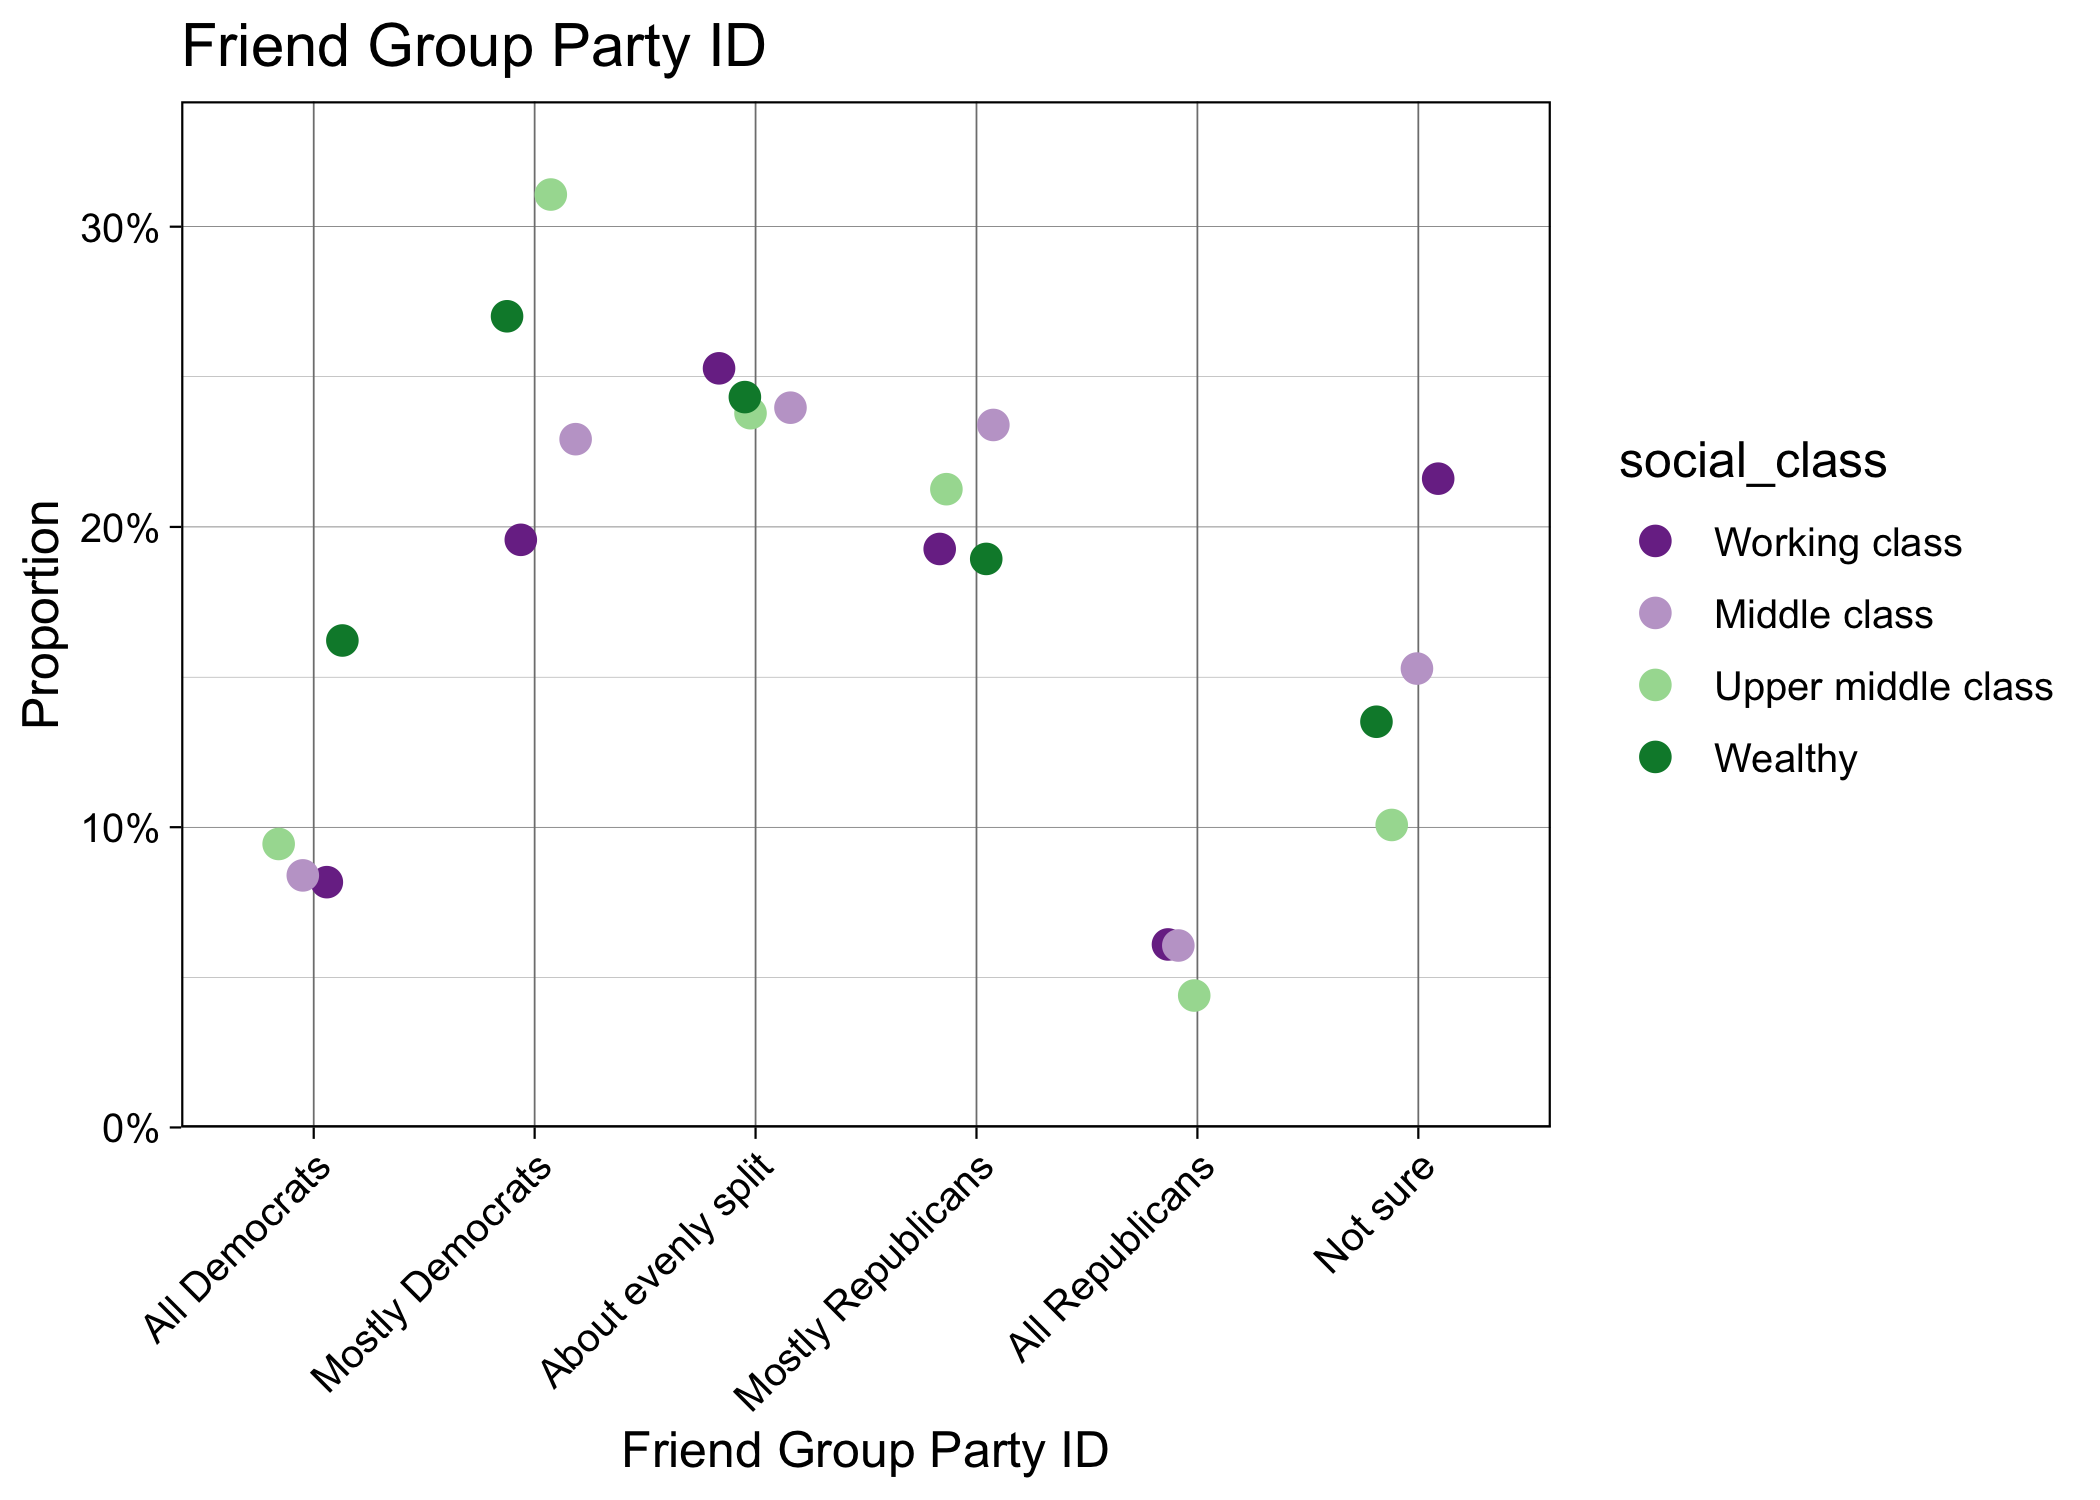 Friend Group Party ID
30%
20%
10%
0%
Proportion
All Democrats
Mostly Democrats
About evenly split
Mostly Republicans
All Republicans
Not sure
Friend Group Party ID
social_class
Working class
Middle class
Upper middle class
Wealthy